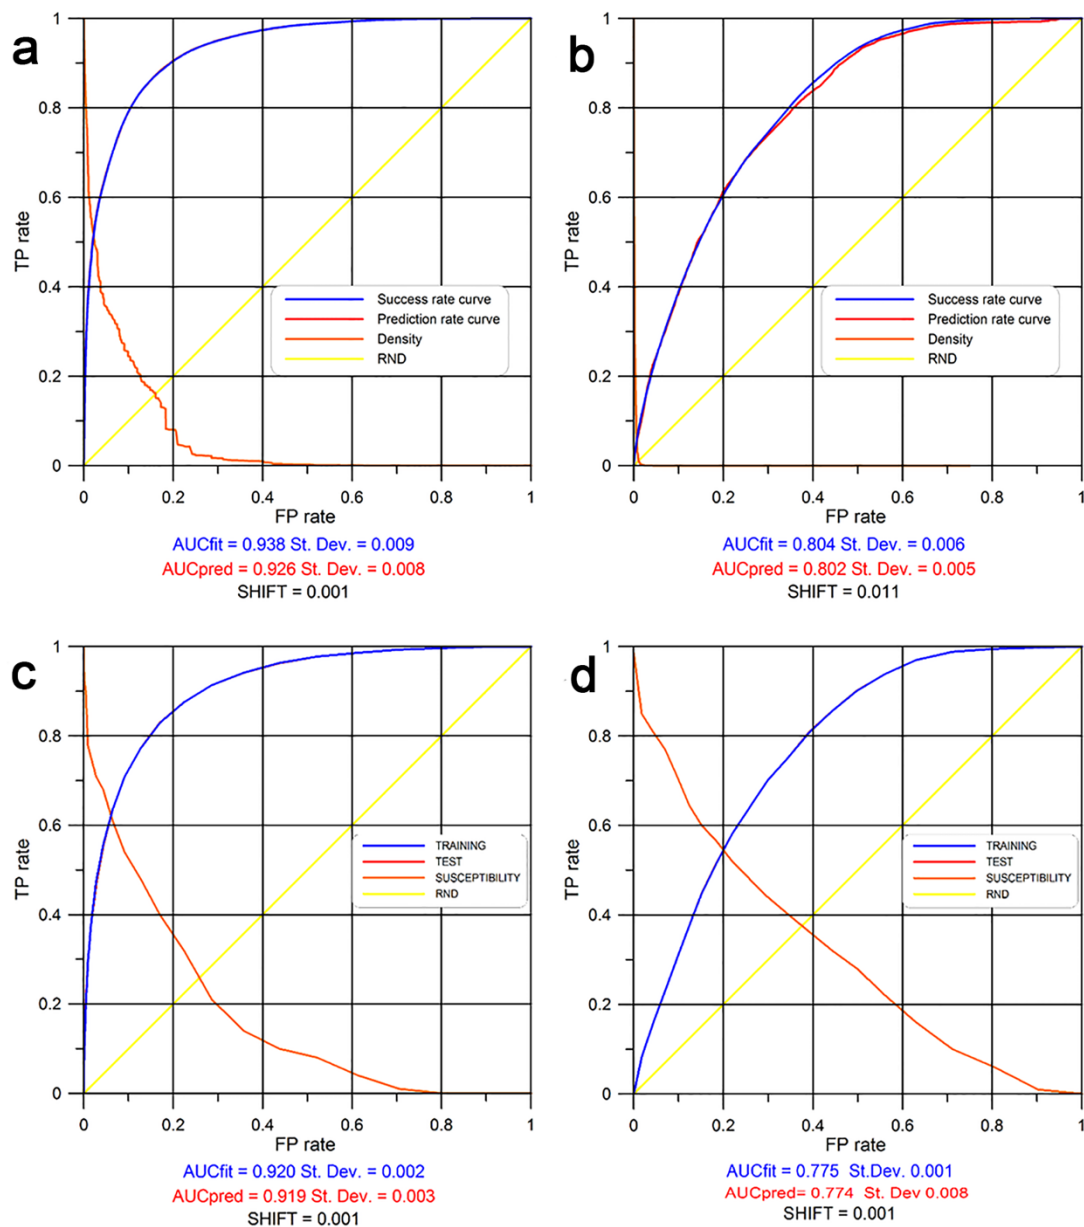 a
1
0.8
0.6
0.4
0.2
0
TP rate
Success rate curve
Prediction rate curve
Density
RND
0 0.2 0.4 0.6 0.8 1
FP rate
AUCfit = 0.938 St. Dev. = 0.009
AUCpred = 0.926 St. Dev. = 0.008
SHIFT = 0.001
b
1
0.8
0.6
0.4
0.2
0
TP rate
Success rate curve
Prediction rate curve
Density
RND
0 0.2 0.4 0.6 0.8 1
FP rate
AUCfit = 0.804 St. Dev. = 0.006
AUCpred = 0.802 St. Dev. = 0.005
SHIFT = 0.011
c
1
0.8
0.6
0.4
0.2
0
TP rate
TRAINING
TEST
SUSCEPTIBILITY
RND
0 0.2 0.4 0.6 0.8 1
FP rate
AUCfit = 0.920 St. Dev. = 0.002
AUCpred = 0.919 St. Dev. = 0.003
SHIFT = 0.001
d
1
0.8
0.6
0.4
0.2
0
TP rate
TRAINING
TEST
SUSCEPTIBILITY
RND
0 0.2 0.4 0.6 0.8 1
FP rate
AUCfit = 0.775 St.Dev. 0.001
AUCpred= 0.774 St. Dev 0.008
SHIFT = 0.001